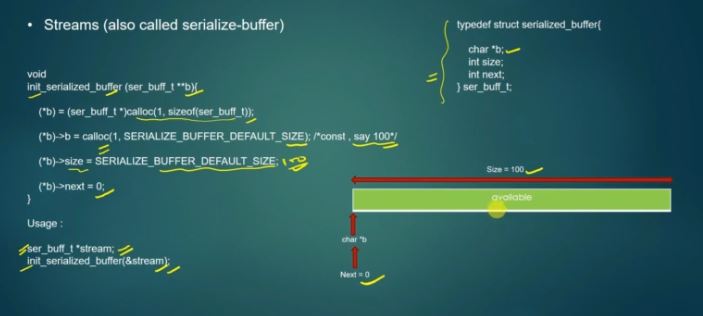 • Streams (also called serialize-buffer)
void
init_serialized_buffer (ser_buff_t **b){
(*b) = (ser_buff_t *)calloc(1, sizeof(ser_buff_t));
(*b)->b = calloc(1, SERIALIZE_BUFFER_DEFAULT_SIZE); /*const , say 100*/
(*b)->size = SERIALIZE_BUFFER_DEFAULT_SIZE; 100
(*b)->next = 0;
}
Usage :
ser_buff_t *stream;
init_serialized_buffer(&stream);
typedef struct serialized_buffer{
char *b;
int size;
int next;
} ser_buff_t;
Size = 100
available
char *b
Next = 0